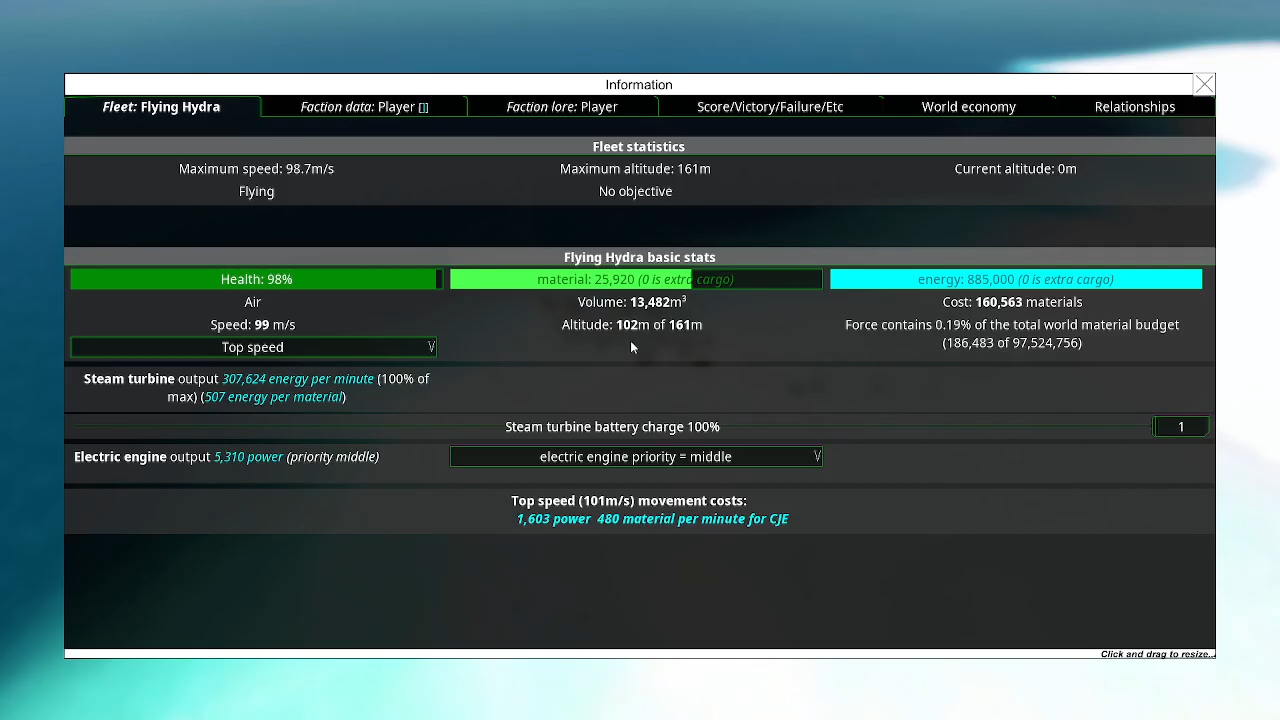 Information
Fleet: Flying Hydra
Faction data: Player []
Faction lore: Player
Score/Victory/Failure/Etc
World economy
Relationships
Fleet statistics
Maximum speed: 98.7m/s
Maximum altitude: 161m
Current altitude: 0m
Flying
No objective
Flying Hydra basic stats
Health: 98%
material: 25,920 (0 is extra cargo)
energy: 885,000 (0 is extra cargo)
Air
Volume: 13,482m³
Cost: 160,563 materials
Speed: 99 m/s
Altitude: 102m of 161m
Force contains 0.19% of the total world material budget
(186,483 of 97,524,756)
Top speed V
Steam turbine output 307,624 energy per minute (100% of
max) (507 energy per material)
Steam turbine battery charge 100%
1
Electric engine output 5,310 power (priority middle)
electric engine priority = middle V
Top speed (101m/s) movement costs:
1,603 power 480 material per minute for CJE
Click and drag to resize...